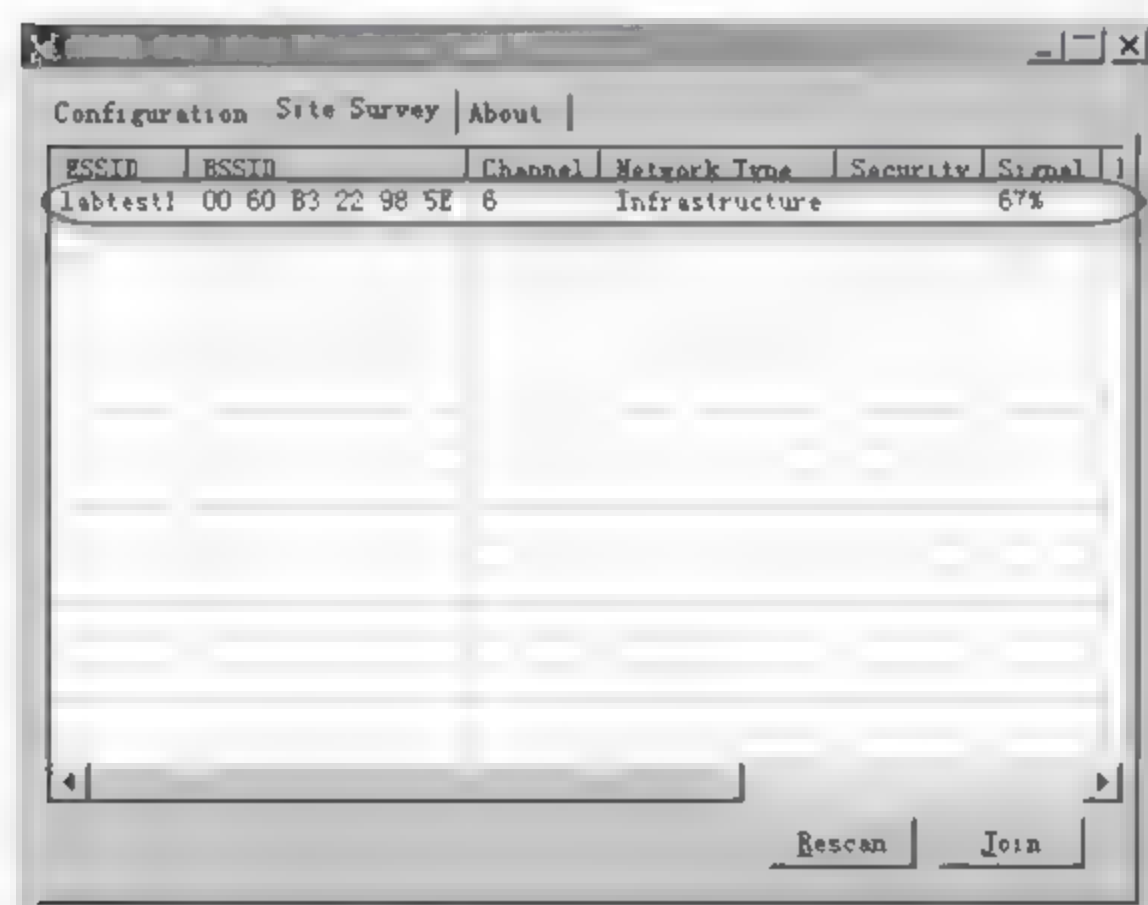 Configuration Site Survey About
ESSID BSSID Channel Network Type Security Signal
labtest1 00 60 B3 22 98 5E 6 Infrastructure 67%
Rescan Join